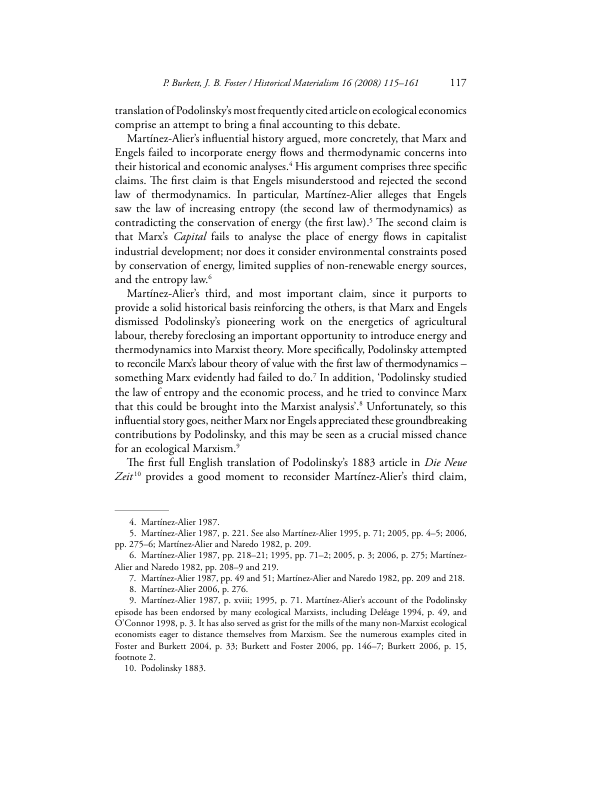 P. Burkett, J. B. Foster / Historical Materialism 16 (2008) 115–161 117
translation of Podolinsky's most frequently cited article on ecological economics
comprise an attempt to bring a final accounting to this debate.
Martínez-Alier's influential history argued, more concretely, that Marx and
Engels failed to incorporate energy flows and thermodynamic concerns into
their historical and economic analyses.4 His argument comprises three specific
claims. The first claim is that Engels misunderstood and rejected the second
law of thermodynamics. In particular, Martínez-Alier alleges that Engels
saw the law of increasing entropy (the second law of thermodynamics) as
contradicting the conservation of energy (the first law).5 The second claim is
that Marx's Capital fails to analyse the place of energy flows in capitalist
industrial development; nor does it consider environmental constraints posed
by conservation of energy, limited supplies of non-renewable energy sources,
and the entropy law.6
Martínez-Alier's third, and most important claim, since it purports to
provide a solid historical basis reinforcing the others, is that Marx and Engels
dismissed Podolinsky's pioneering work on the energetics of agricultural
labour, thereby foreclosing an important opportunity to introduce energy and
thermodynamics into Marxist theory. More specifically, Podolinsky attempted
to reconcile Marx's labour theory of value with the first law of thermodynamics –
something Marx evidently had failed to do.7 In addition, 'Podolinsky studied
the law of entropy and the economic process, and he tried to convince Marx
that this could be brought into the Marxist analysis'.8 Unfortunately, so this
influential story goes, neither Marx nor Engels appreciated these groundbreaking
contributions by Podolinsky, and this may be seen as a crucial missed chance
for an ecological Marxism.9
The first full English translation of Podolinsky's 1883 article in Die Neue
Zeit10 provides a good moment to reconsider Martínez-Alier's third claim,
4. Martínez-Alier 1987.
5. Martínez-Alier 1987, p. 221. See also Martínez-Alier 1995, p. 71; 2005, pp. 4–5; 2006,
pp. 275–6; Martínez-Alier and Naredo 1982, p. 209.
6. Martínez-Alier 1987, pp. 218–21; 1995, pp. 71–2; 2005, p. 3; 2006, p. 275; Martínez-
Alier and Naredo 1982, pp. 208–9 and 219.
7. Martínez-Alier 1987, pp. 49 and 51; Martínez-Alier and Naredo 1982, pp. 209 and 218.
8. Martínez-Alier 2006, p. 276.
9. Martínez-Alier 1987, p. xviii; 1995, p. 71. Martínez-Alier's account of the Podolinsky
episode has been endorsed by many ecological Marxists, including Deléage 1994, p. 49, and
O'Connor 1998, p. 3. It has also served as grist for the mills of the many non-Marxist ecological
economists eager to distance themselves from Marxism. See the numerous examples cited in
Foster and Burkett 2004, p. 33; Burkett and Foster 2006, pp. 146–7; Burkett 2006, p. 15,
footnote 2.
10. Podolinsky 1883.